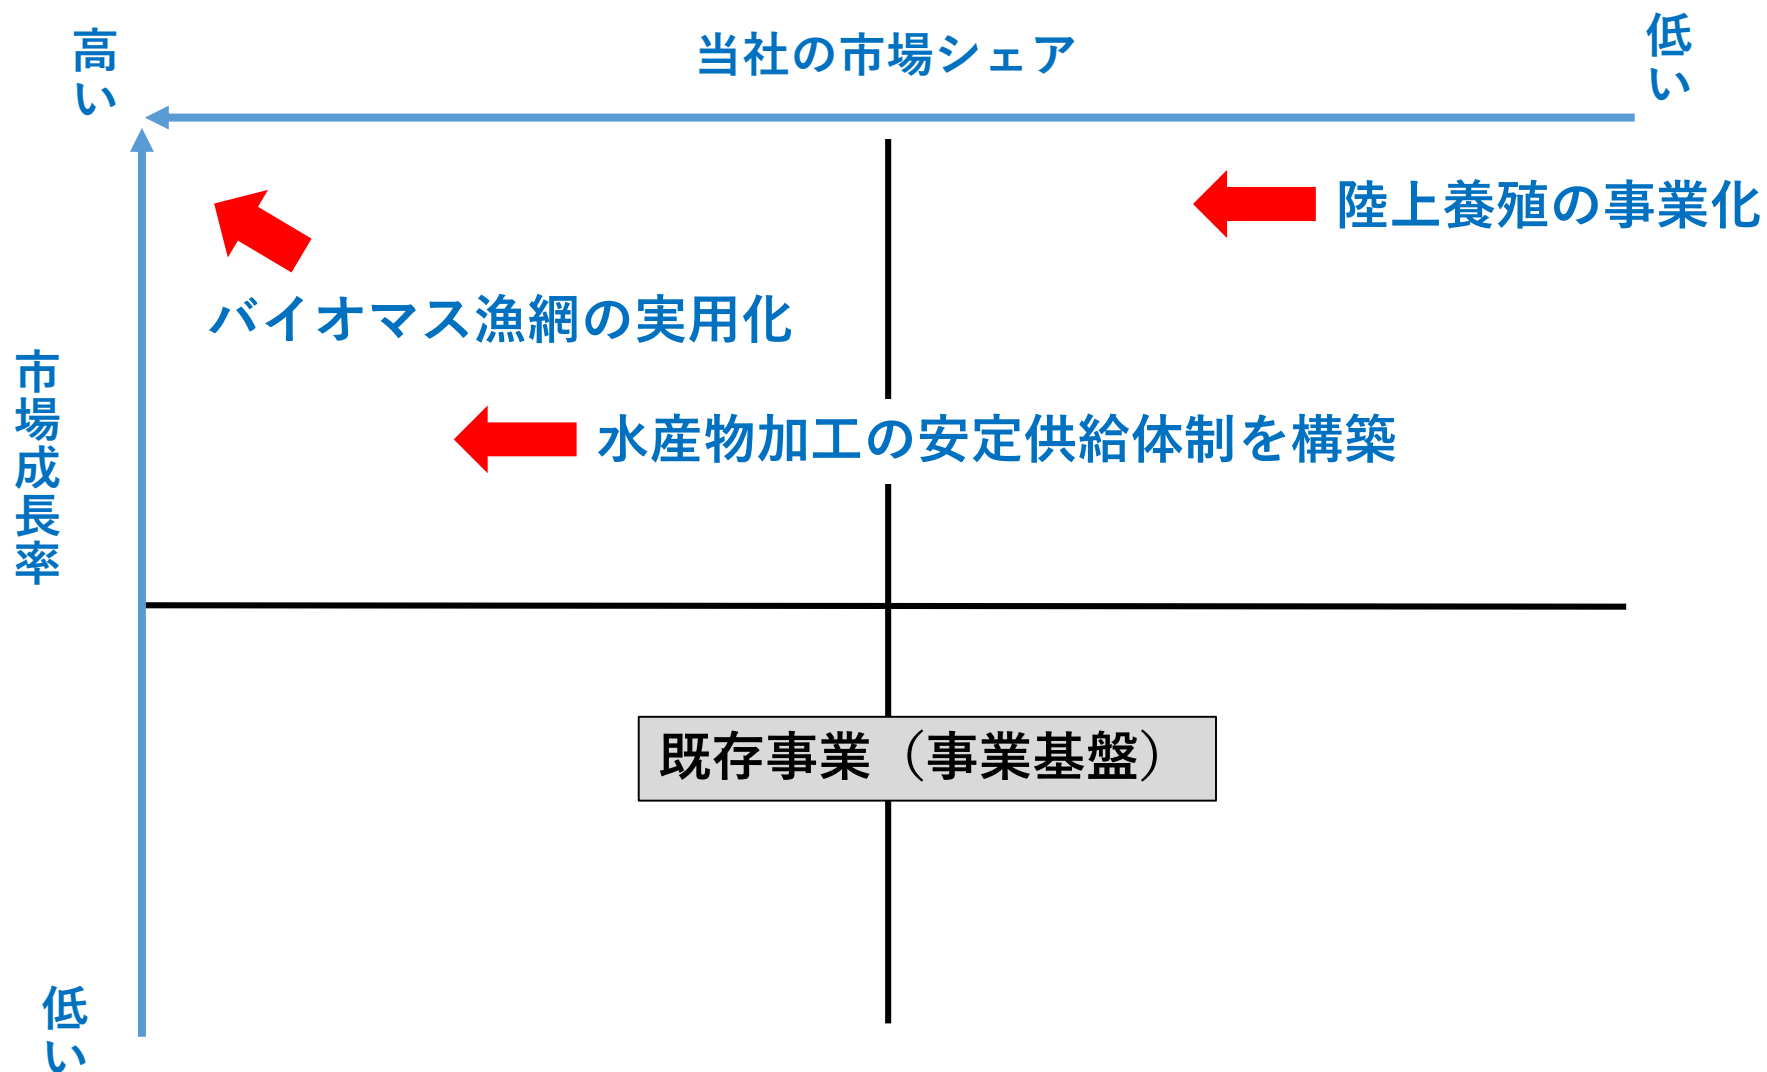 高い
当社の市場シェア
低い
陸上養殖の事業化
バイオマス漁網の実用化
水産物加工の安定供給体制を構築
市場成長率
既存事業（事業基盤）
低い